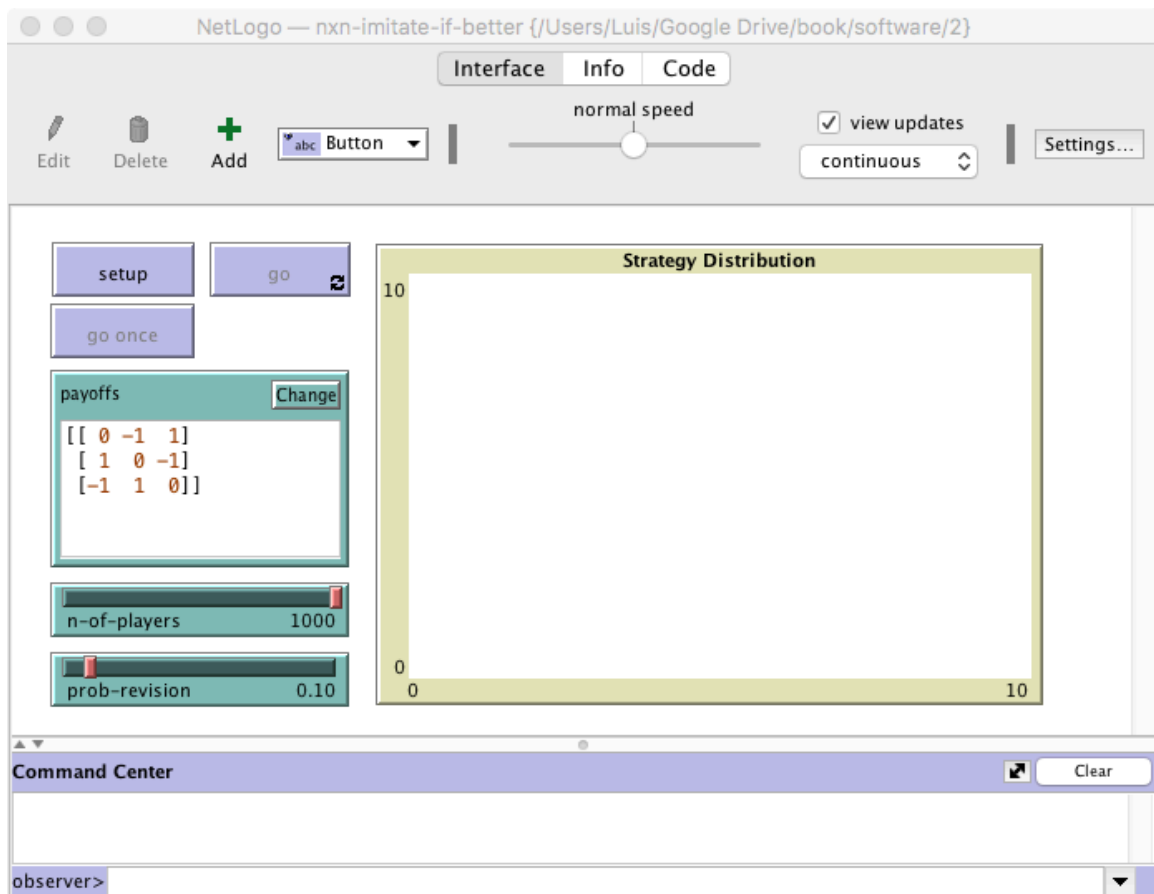 NetLogo — nxn-imitate-if-better {/Users/Luis/Google Drive/book/software/2}
Interface Info Code
normal speed
Edit Delete Add abc Button view updates continuous Settings...
setup go
go once
payoffs Change
[[ 0 -1 1]
[ 1 0 -1]
[-1 1 0]]
n-of-players 1000
prob-revision 0.10
Strategy Distribution
10
0
0 10
Command Center Clear
observer>